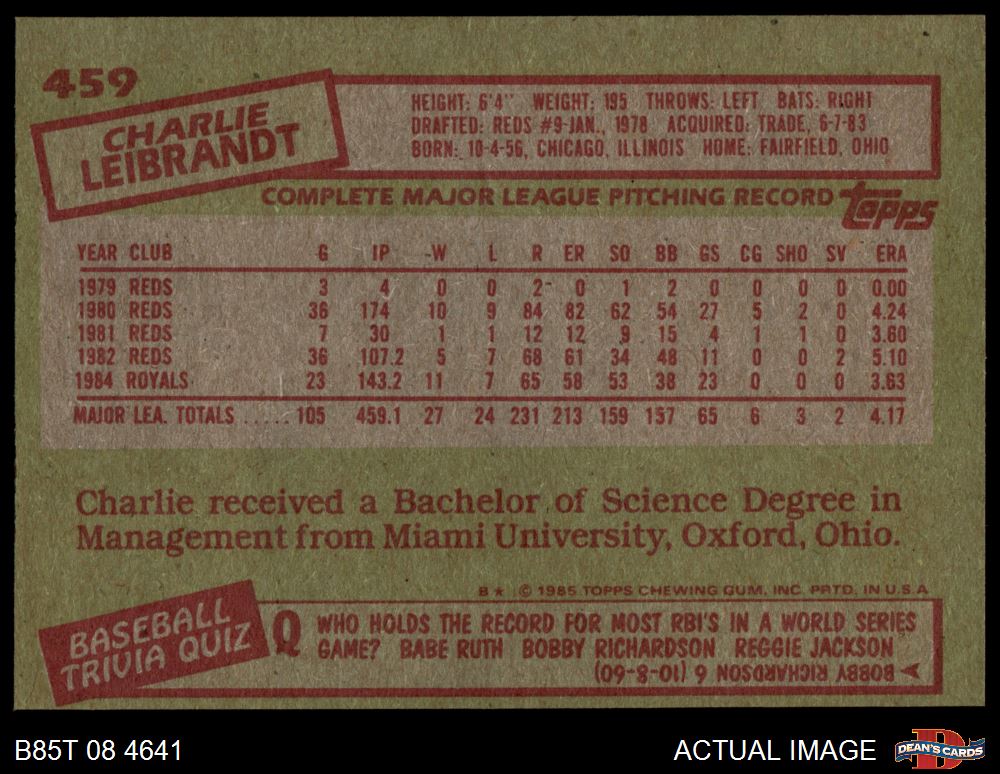 459
CHARLIE
LEIBRANDT
HEIGHT: 6'4" WEIGHT: 195 THROWS: LEFT BATS: RIGHT
DRAFTED: REDS #9-JAN., 1978 ACQUIRED: TRADE, 6-7-83
BORN: 10-4-56, CHICAGO, ILLINOIS HOME: FAIRFIELD, OHIO
COMPLETE MAJOR LEAGUE PITCHING RECORD topps
YEAR CLUB G IP W L R ER SO BB GS CG SHO SV ERA
1979 REDS 3 4 0 0 2 0 1 2 0 0 0 0 0.00
1980 REDS 36 174 10 9 84 82 62 54 27 5 2 0 4.24
1981 REDS 7 30 1 1 12 12 9 15 4 1 1 0 3.60
1982 REDS 36 107.2 5 7 68 61 34 48 11 0 0 2 5.10
1984 ROYALS 23 143.2 11 7 65 58 53 38 23 0 0 0 3.63
MAJOR LEA. TOTALS ..... 105 459.1 27 24 231 213 159 157 65 6 3 2 4.17
Charlie received a Bachelor of Science Degree in
Management from Miami University, Oxford, Ohio.
B★ © 1985 TOPPS CHEWING GUM, INC. PRTD. IN U.S.A
BASEBALL
TRIVIA QUIZ
Q WHO HOLDS THE RECORD FOR MOST RBI'S IN A WORLD SERIES
GAME? BABE RUTH BOBBY RICHARDSON REGGIE JACKSON
BOBBY RICHARDSON 6 (10-8-60)
B85T 08 4641
ACTUAL IMAGE
DEAN'S CARDS